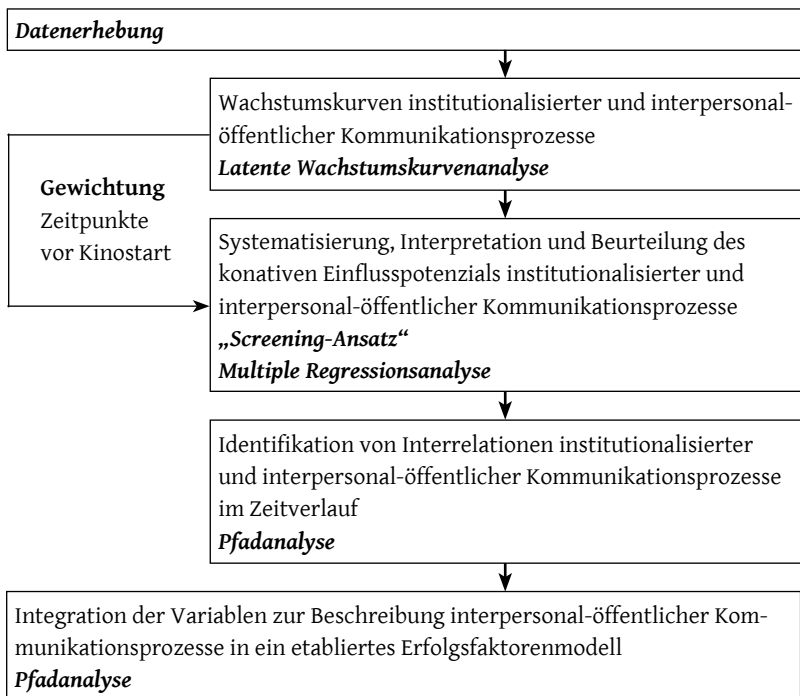 Datenerhebung
Wachstumskurven institutionalisierter und interpersonal-
öffentlicher Kommunikationsprozesse
Latente Wachstumskurvenanalyse
Gewichtung
Zeitpunkte
vor Kinostart
Systematisierung, Interpretation und Beurteilung des
konativen Einflusspotenzials institutionalisierter und
interpersonal-öffentlicher Kommunikationsprozesse
„Screening-Ansatz“
Multiple Regressionsanalyse
Identifikation von Interrelationen institutionalisierter
und interpersonal-öffentlicher Kommunikationsprozesse
im Zeitverlauf
Pfadanalyse
Integration der Variablen zur Beschreibung interpersonal-öffentlicher Kom-
munikationsprozesse in ein etabliertes Erfolgsfaktorenmodell
Pfadanalyse